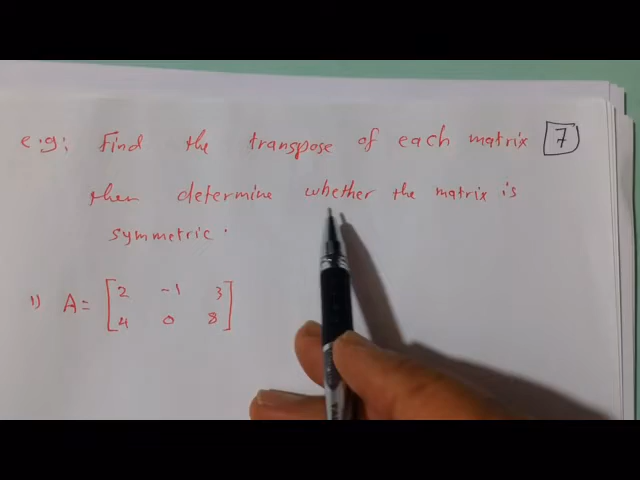 e.g; Find the transpose of each matrix 7
then determine whether the matrix is
symmetric.
1) A = [2 -1 3
4 0 8]